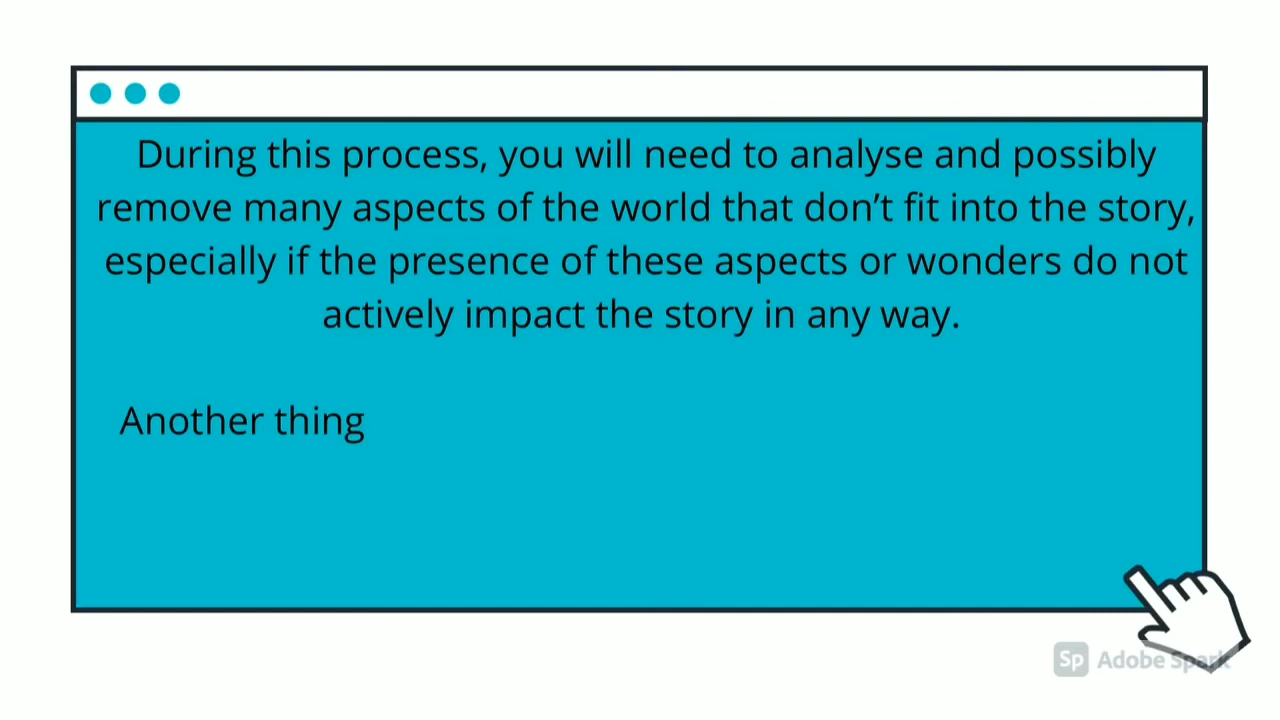 During this process, you will need to analyse and possibly
remove many aspects of the world that don’t fit into the story,
especially if the presence of these aspects or wonders do not
actively impact the story in any way.
Another thing
Sp Adobe Spark